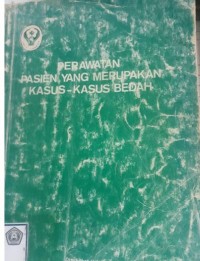 PERAWATAN
PASIEN YANG MERUPAKAN
KASUS - KASUS BEDAH